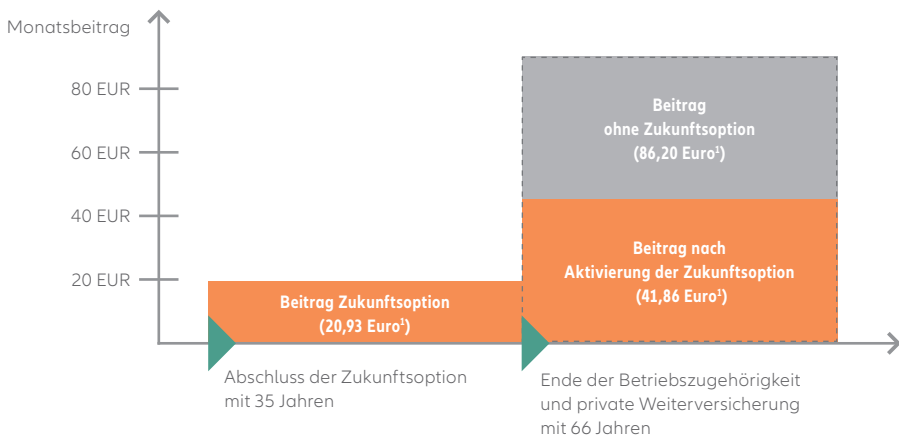 Monatsbeitrag
80 EUR
60 EUR
40 EUR
20 EUR
Beitrag
ohne Zukunftsoption
(86,20 Euro¹)
Beitrag nach
Aktivierung der Zukunftsoption
(41,86 Euro¹)
Beitrag Zukunftsoption
(20,93 Euro¹)
Abschluss der Zukunftsoption
mit 35 Jahren
Ende der Betriebszugehörigkeit
und private Weiterversicherung
mit 66 Jahren